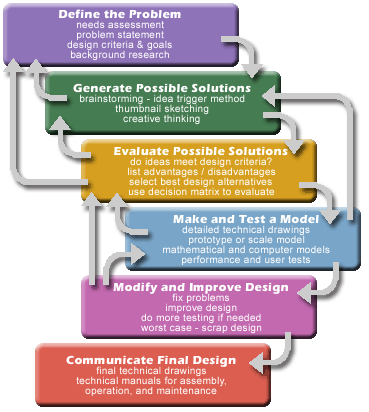 Define the Problem
needs assessment
problem statement
design criteria & goals
background research
Generate Possible Solutions
brainstorming - idea trigger method
thumbnail sketching
creative thinking
Evaluate Possible Solutions
do ideas meet design criteria?
list advantages / disadvantages
select best design alternatives
use decision matrix to evaluate
Make and Test a Model
detailed technical drawings
prototype or scale model
mathematical and computer models
performance and user tests
Modify and Improve Design
fix problems
improve design
do more testing if needed
worst case - scrap design
Communicate Final Design
final technical drawings
technical manuals for assembly,
operation, and maintenance